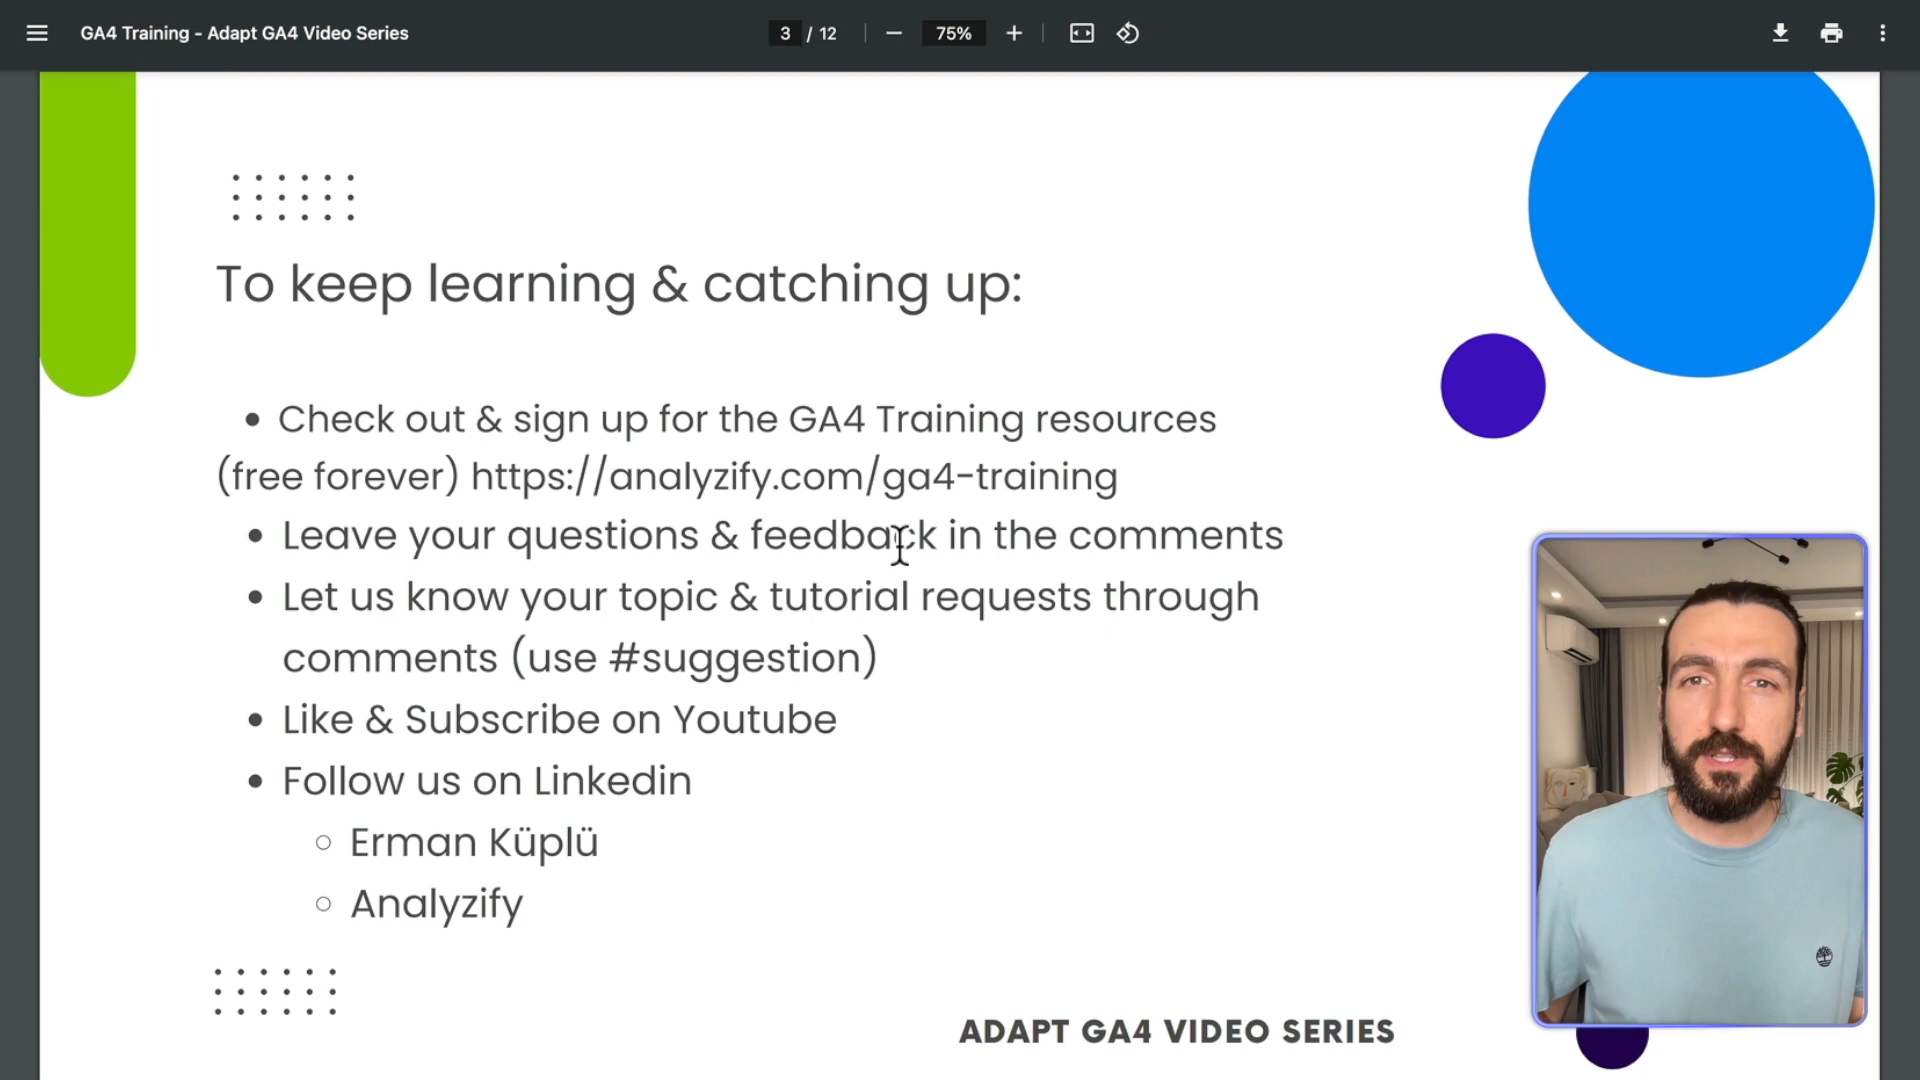 GA4 Training - Adapt GA4 Video Series
3 / 12
75%
To keep learning & catching up:
• Check out & sign up for the GA4 Training resources
(free forever) https://analyzify.com/ga4-training
• Leave your questions & feedback in the comments
• Let us know your topic & tutorial requests through
comments (use #suggestion)
• Like & Subscribe on Youtube
• Follow us on Linkedin
○ Erman Küplü
○ Analyzify
ADAPT GA4 VIDEO SERIES